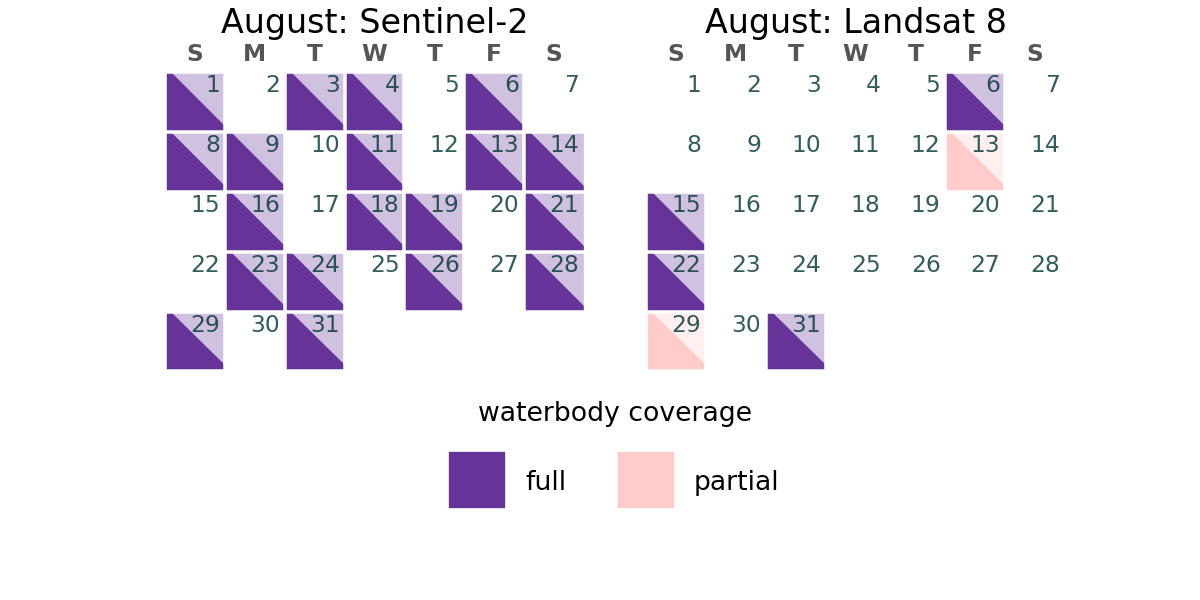 August: Sentinel-2
S M T W T F S
1 2 3 4 5 6 7
8 9 10 11 12 13 14
15 16 17 18 19 20 21
22 23 24 25 26 27 28
29 30 31
August: Landsat 8
S M T W T F S
1 2 3 4 5 6 7
8 9 10 11 12 13 14
15 16 17 18 19 20 21
22 23 24 25 26 27 28
29 30 31
waterbody coverage
full
partial